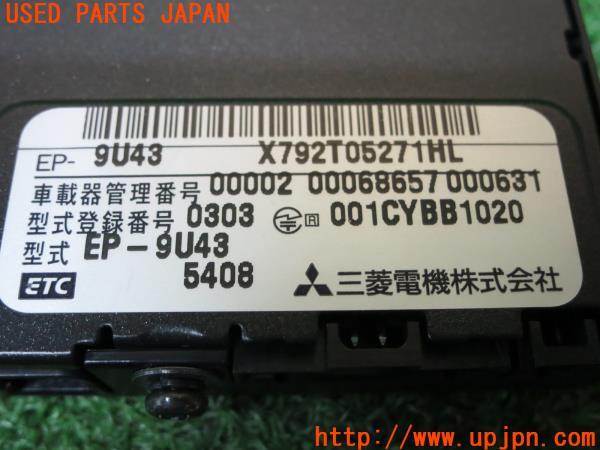 USED PARTS JAPAN
EP- 9U43 X792T05271HL
車載器管理番号 00002 00068657 000631
型式登録番号 0303 R 001CYBB1020
型式 EP-9U43
5408
ETC 三菱電機株式会社
http://www.upjpn.com/